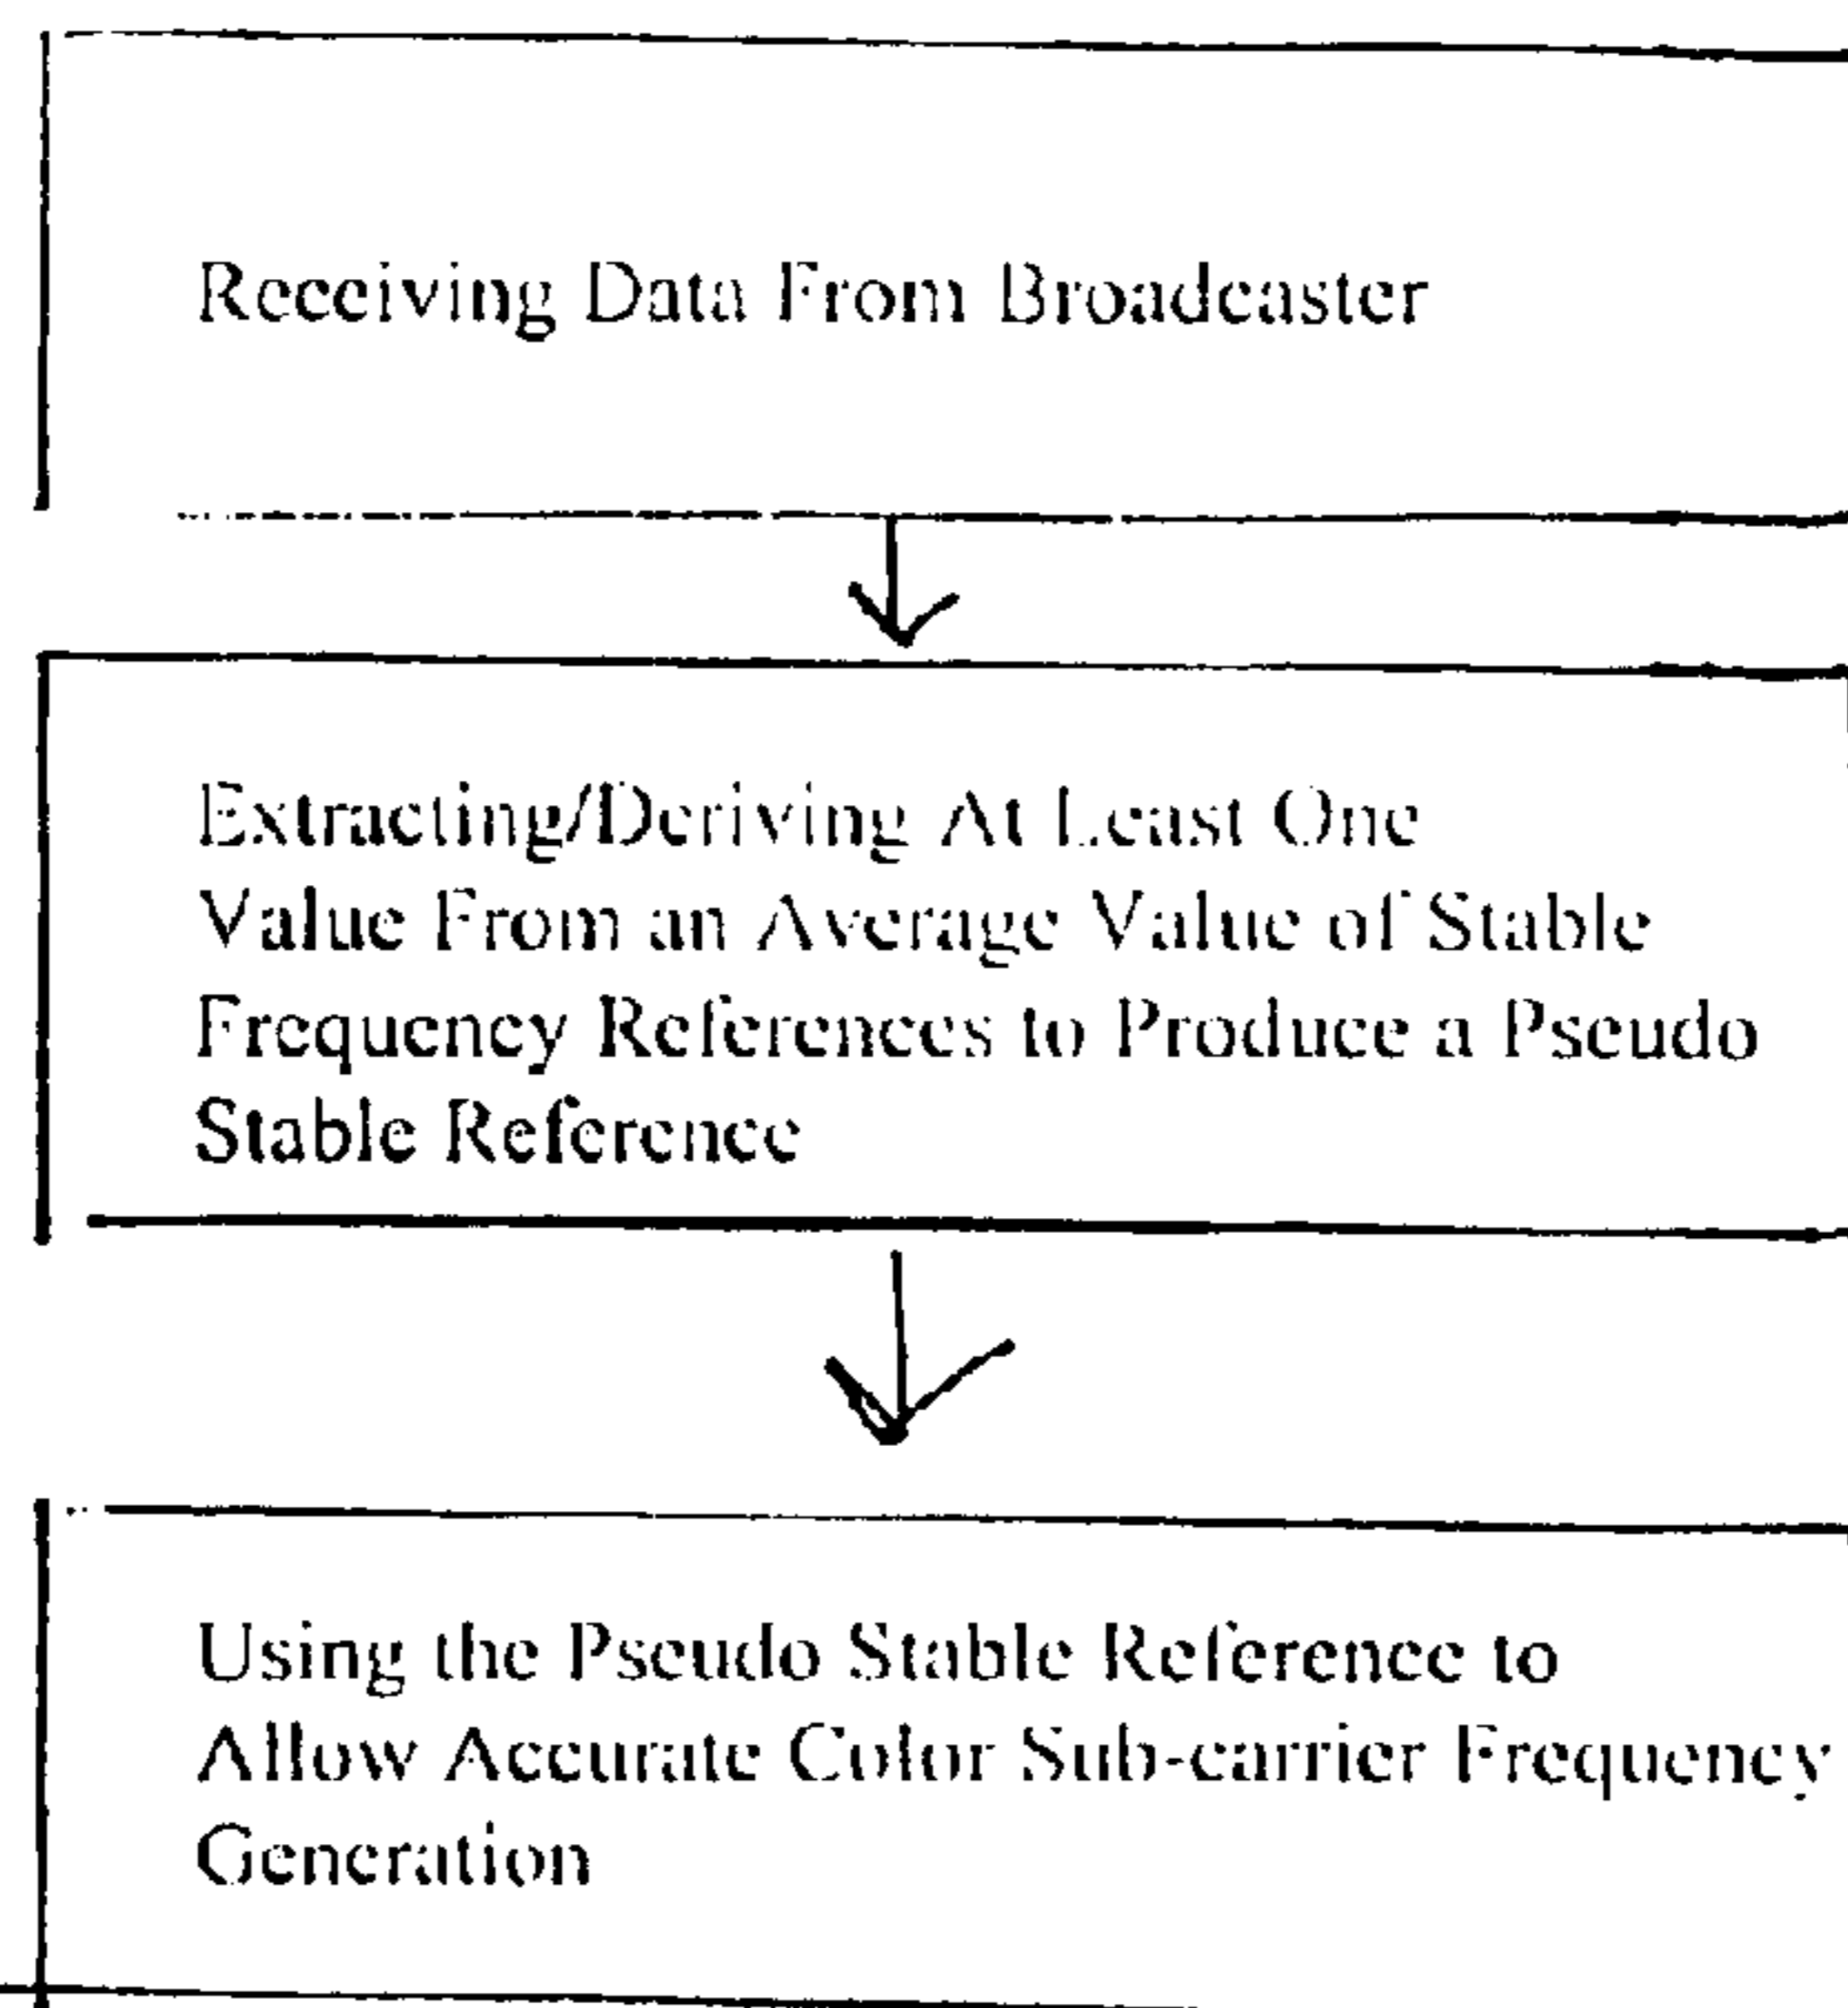 Receiving Data From Broadcaster
Extracting/Deriving At Least One
Value From an Average Value of Stable
Frequency References to Produce a Pseudo
Stable Reference
Using the Pseudo Stable Reference to
Allow Accurate Color Sub-carrier Frequency
Generation